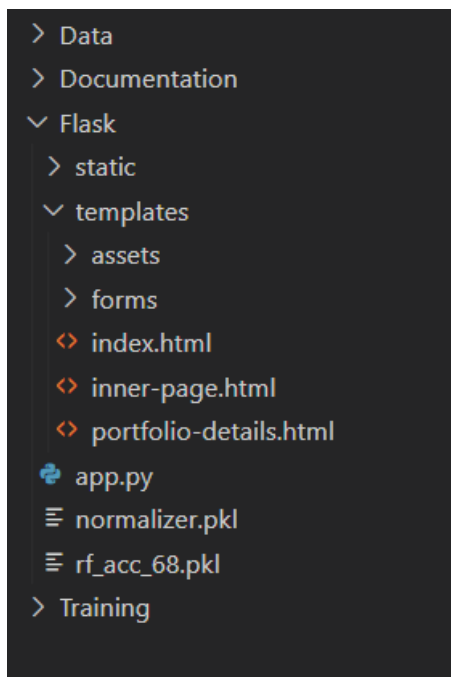 Data
Documentation
Flask
static
templates
assets
forms
index.html
inner-page.html
portfolio-details.html
app.py
normalizer.pkl
rf_acc_68.pkl
Training